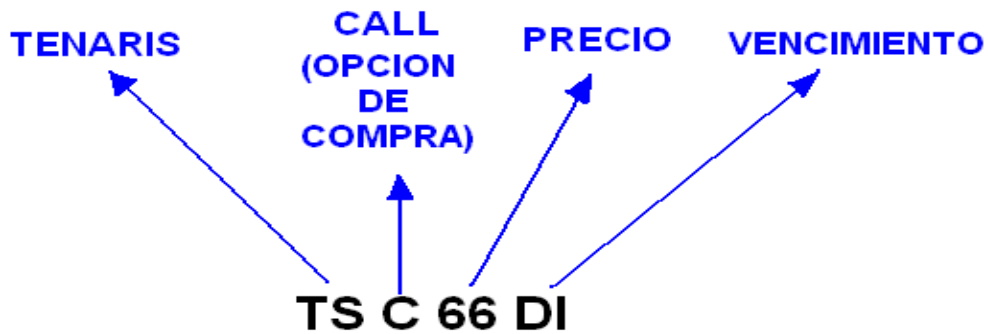 TENARIS
CALL
(OPCION
DE
COMPRA)
PRECIO
VENCIMIENTO
TS C 66 DI